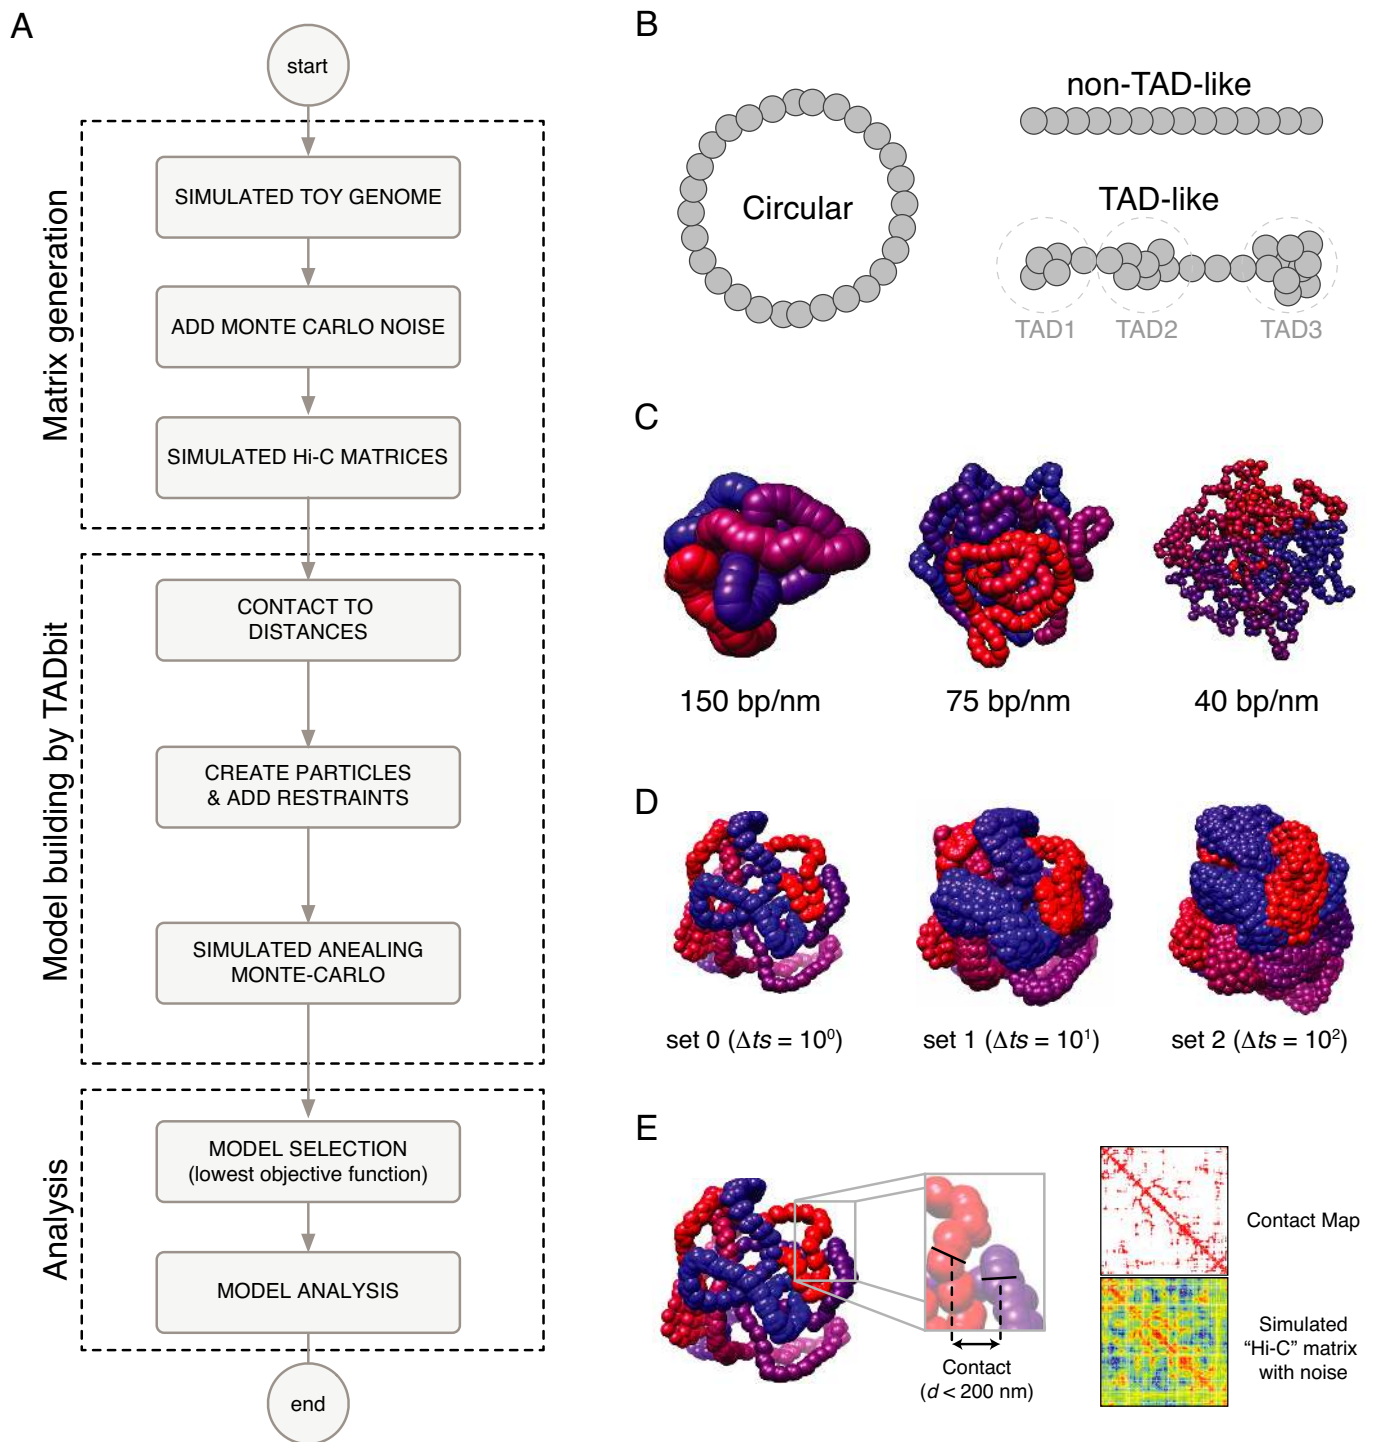 A
start
Matrix generation
SIMULATED TOY GENOME
ADD MONTE CARLO NOISE
SIMULATED Hi-C MATRICES
Model building by TADbit
CONTACT TO
DISTANCES
CREATE PARTICLES
& ADD RESTRAINTS
SIMULATED ANEALING
MONTE-CARLO
Analysis
MODEL SELECTION
(lowest objective function)
MODEL ANALYSIS
end
B
Circular
non-TAD-like
TAD-like
TAD1
TAD2
TAD3
C
150 bp/nm
75 bp/nm
40 bp/nm
D
set 0 (Δts = 10⁰)
set 1 (Δts = 10¹)
set 2 (Δts = 10²)
E
Contact
(d < 200 nm)
Contact Map
Simulated
“Hi-C” matrix
with noise